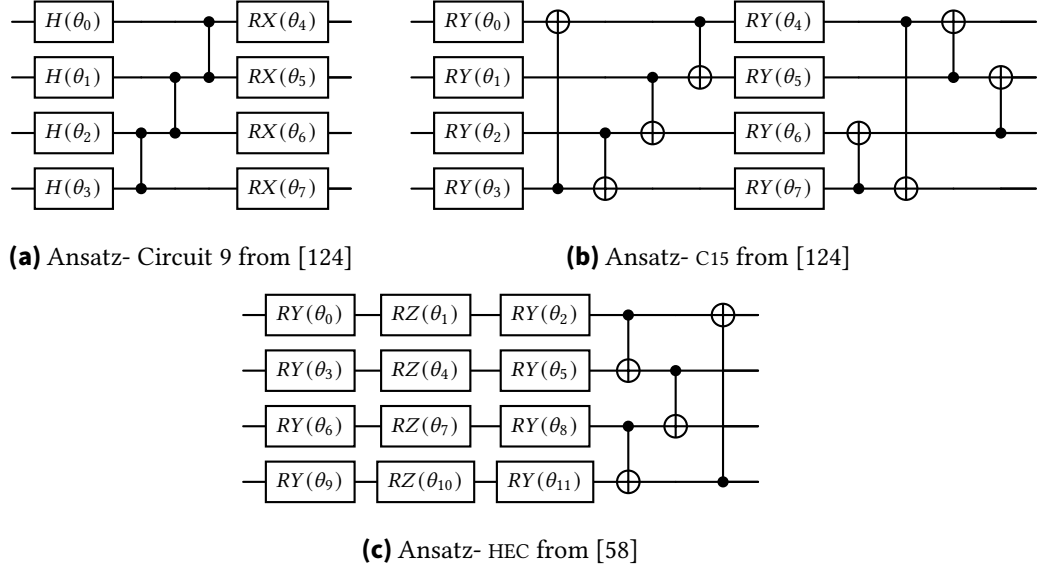 H(θ₀) RX(θ₄) RY(θ₀) RY(θ₄)
H(θ₁) RX(θ₅) RY(θ₁) RY(θ₅)
H(θ₂) RX(θ₆) RY(θ₂) RY(θ₆)
H(θ₃) RX(θ₇) RY(θ₃) RY(θ₇)
(a) Ansatz- Circuit 9 from [124]
(b) Ansatz- C15 from [124]
RY(θ₀) RZ(θ₁) RY(θ₂)
RY(θ₃) RZ(θ₄) RY(θ₅)
RY(θ₆) RZ(θ₇) RY(θ₈)
RY(θ₉) RZ(θ₁₀) RY(θ₁₁)
(c) Ansatz- HEC from [58]